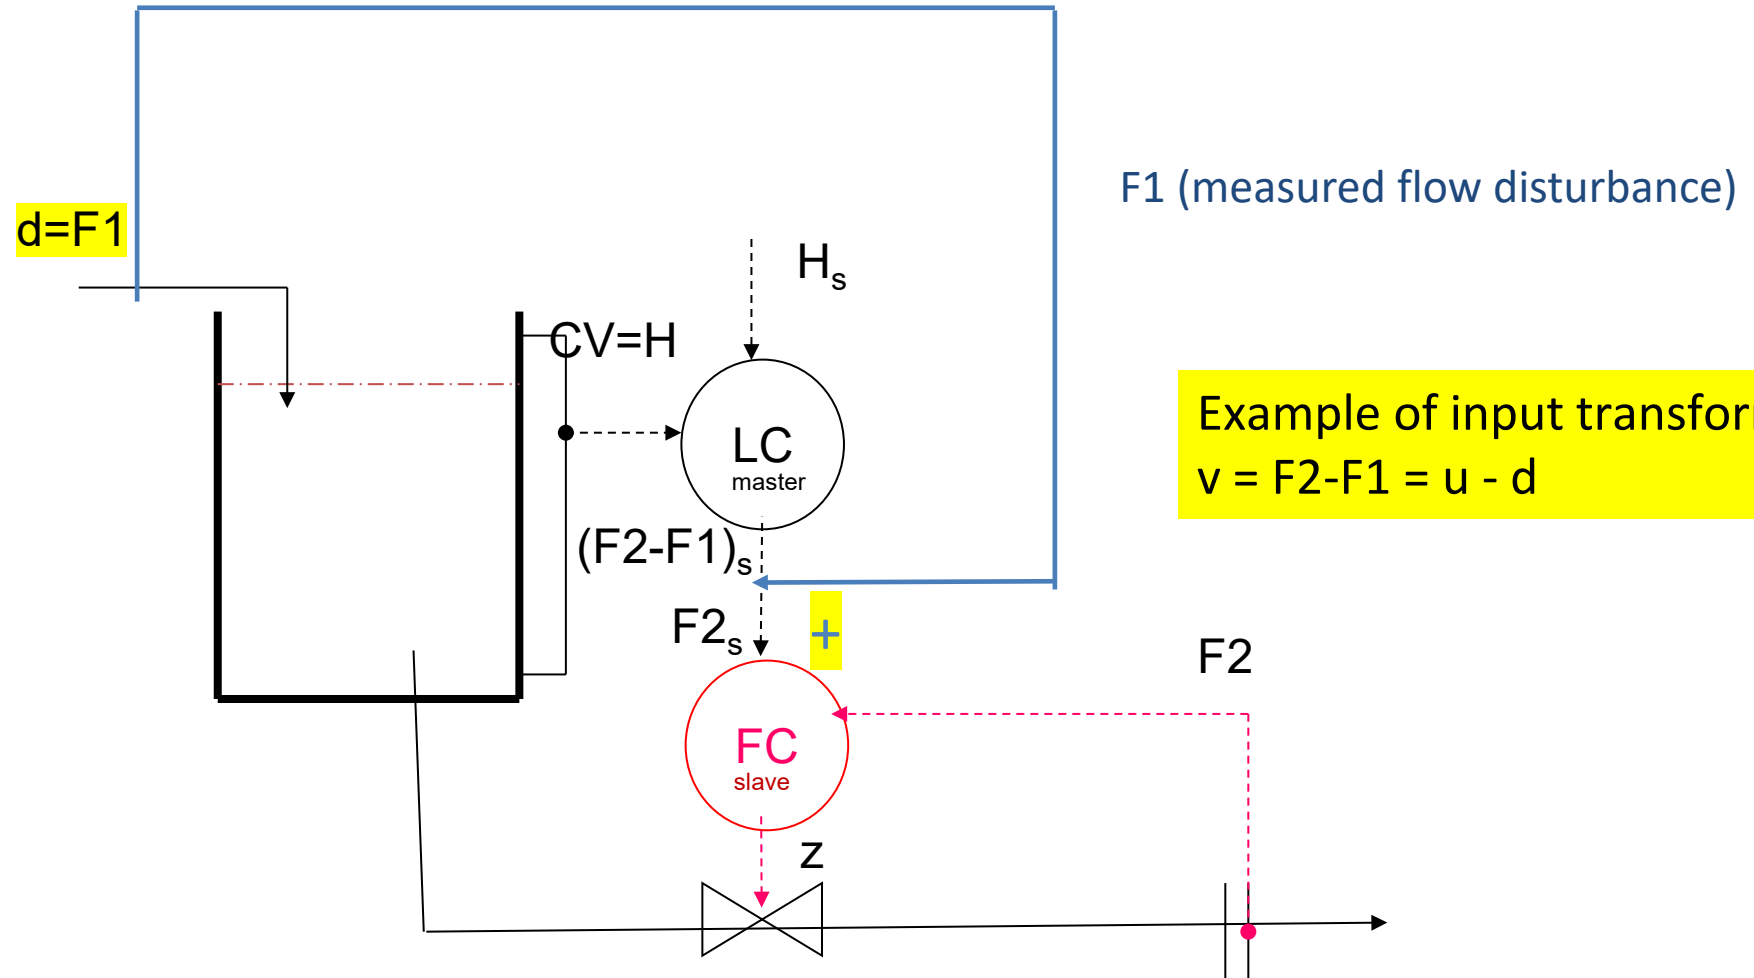 F1 (measured flow disturbance)
d=F1
Hs
CV=H
LC
master
Example of input
v = F2-F1 = u - d
(F2-F1)s
F2s
+
F2
FC
slave
z